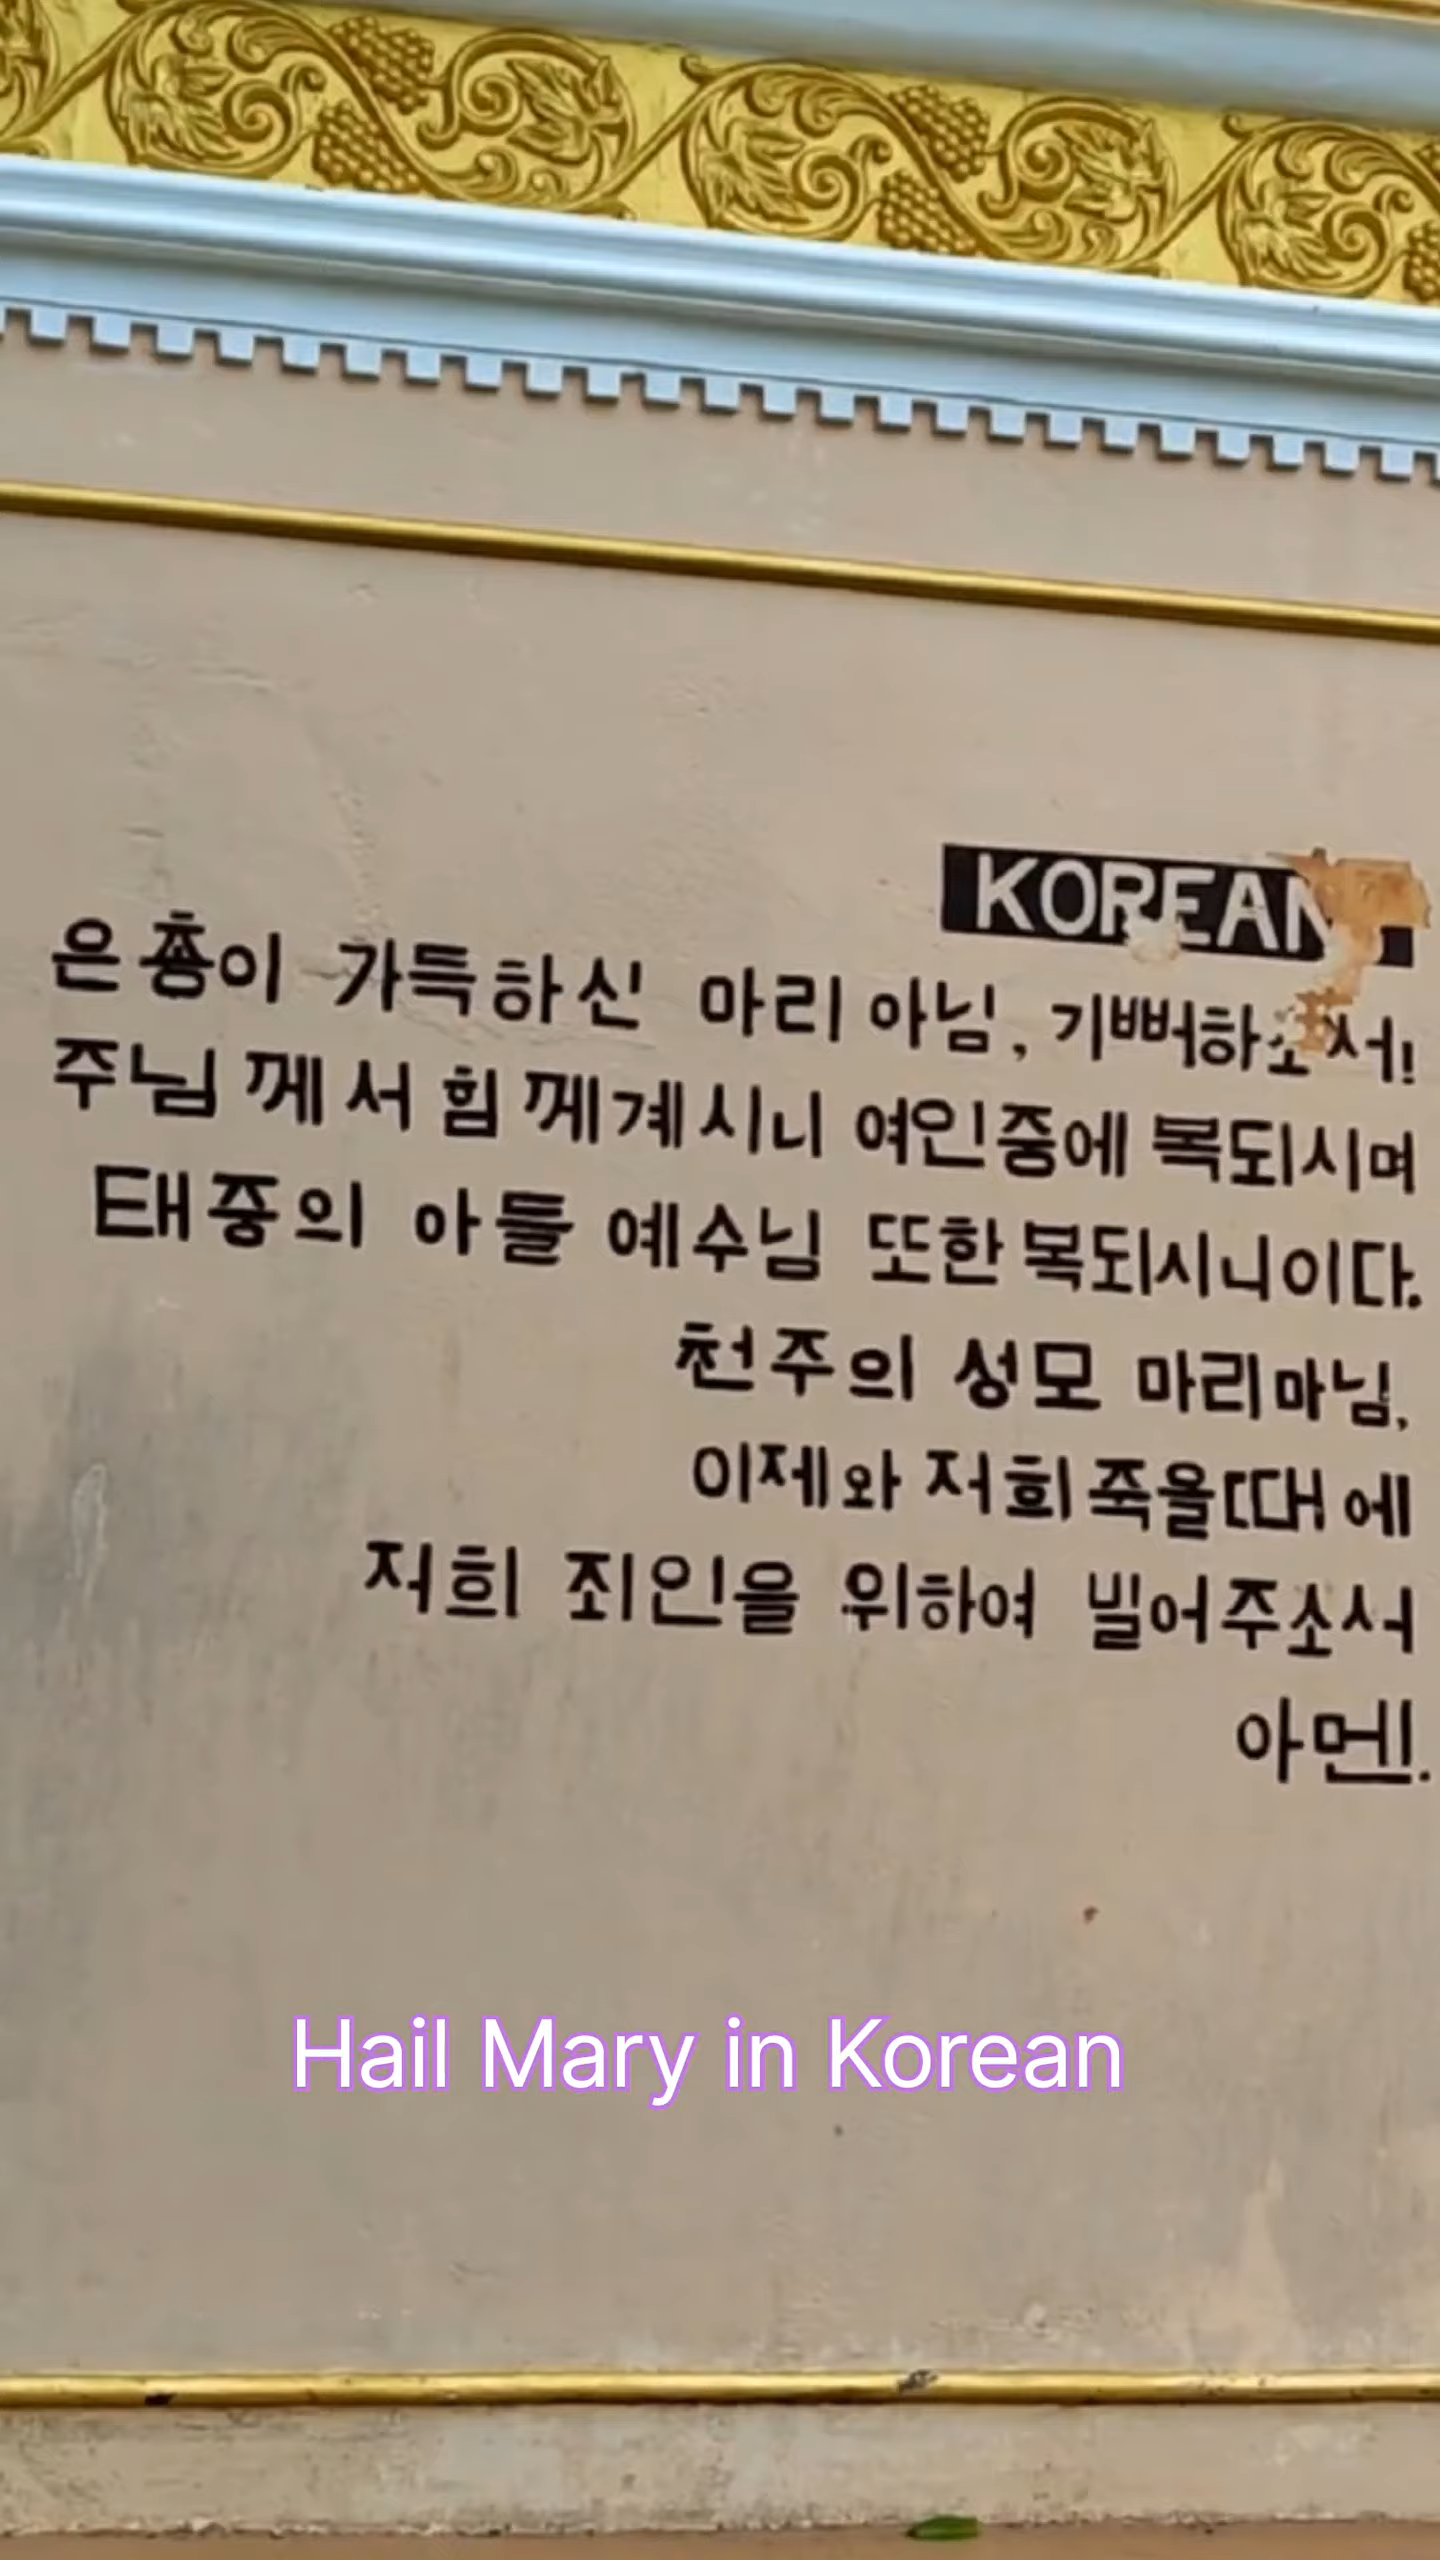 KOREAN
은춍이 가득하신 마리 아님, 기뻐하소서!
주님께서 힘께계시니 여인중에 복되시며
태중의 아들 예수님 또한 복되시니이다.
천주의 성모 마리마님,
이제와 저희 죽을때에
저희 죄인을 위하여 빌어주소서
아멘.
Hail Mary in Korean